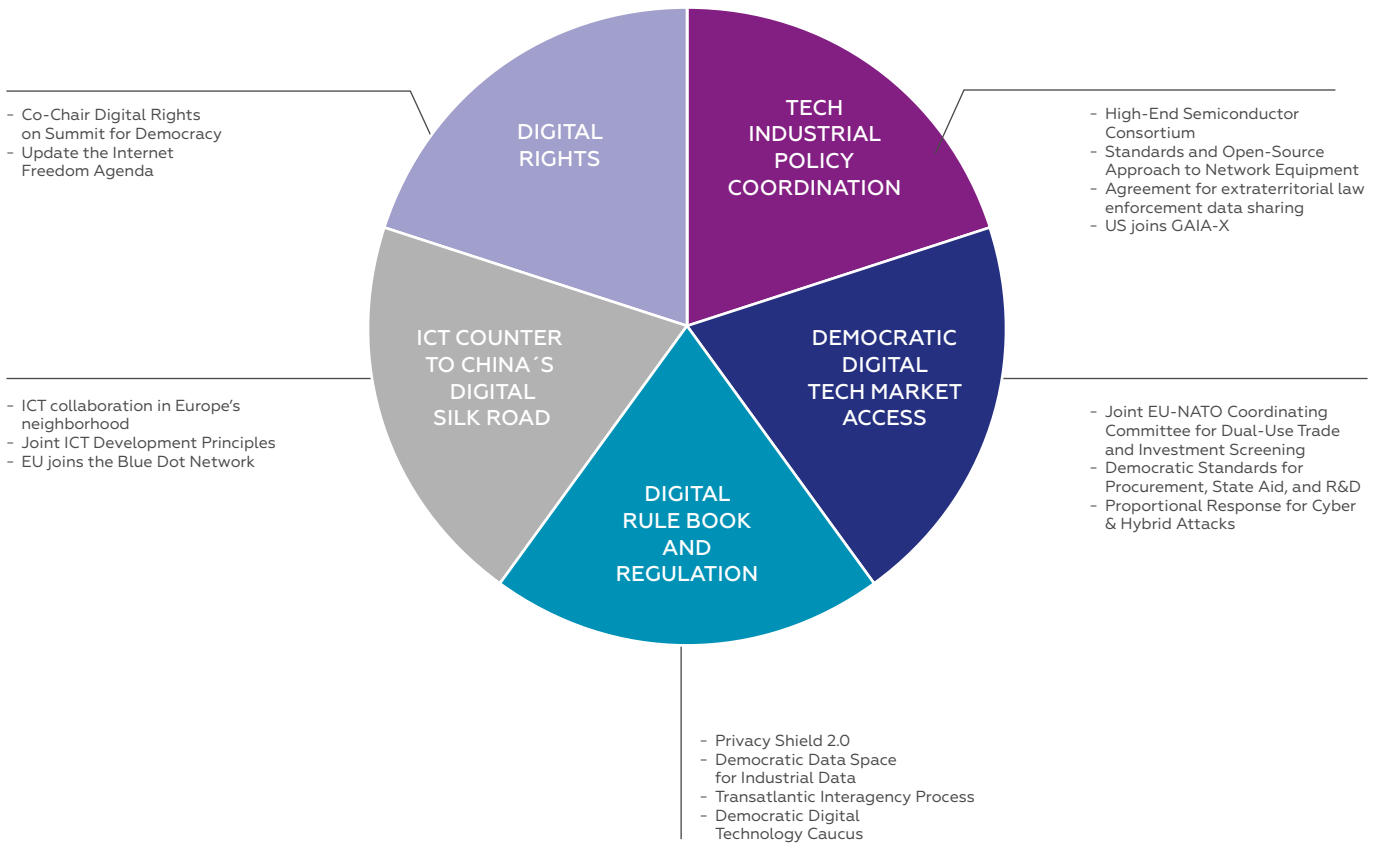 DIGITAL
RIGHTS
- Co-Chair Digital Rights
on Summit for Democracy
- Update the Internet
Freedom Agenda
TECH
INDUSTRIAL
POLICY
COORDINATION
- High-End Semiconductor
Consortium
- Standards and Open-Source
Approach to Network Equipment
- Agreement for extraterritorial law
enforcement data sharing
- US joins GAIA-X
ICT COUNTER
TO CHINA´S
DIGITAL
SILK ROAD
- ICT collaboration in Europe’s
neighborhood
- Joint ICT Development Principles
- EU joins the Blue Dot Network
DEMOCRATIC
DIGITAL
TECH MARKET
ACCESS
- Joint EU-NATO Coordinating
Committee for Dual-Use Trade
and Investment Screening
- Democratic Standards for
Procurement, State Aid, and R&D
- Proportional Response for Cyber
& Hybrid Attacks
DIGITAL
RULE BOOK
AND
REGULATION
- Privacy Shield 2.0
- Democratic Data Space
for Industrial Data
- Transatlantic Interagency Process
- Democratic Digital
Technology Caucus